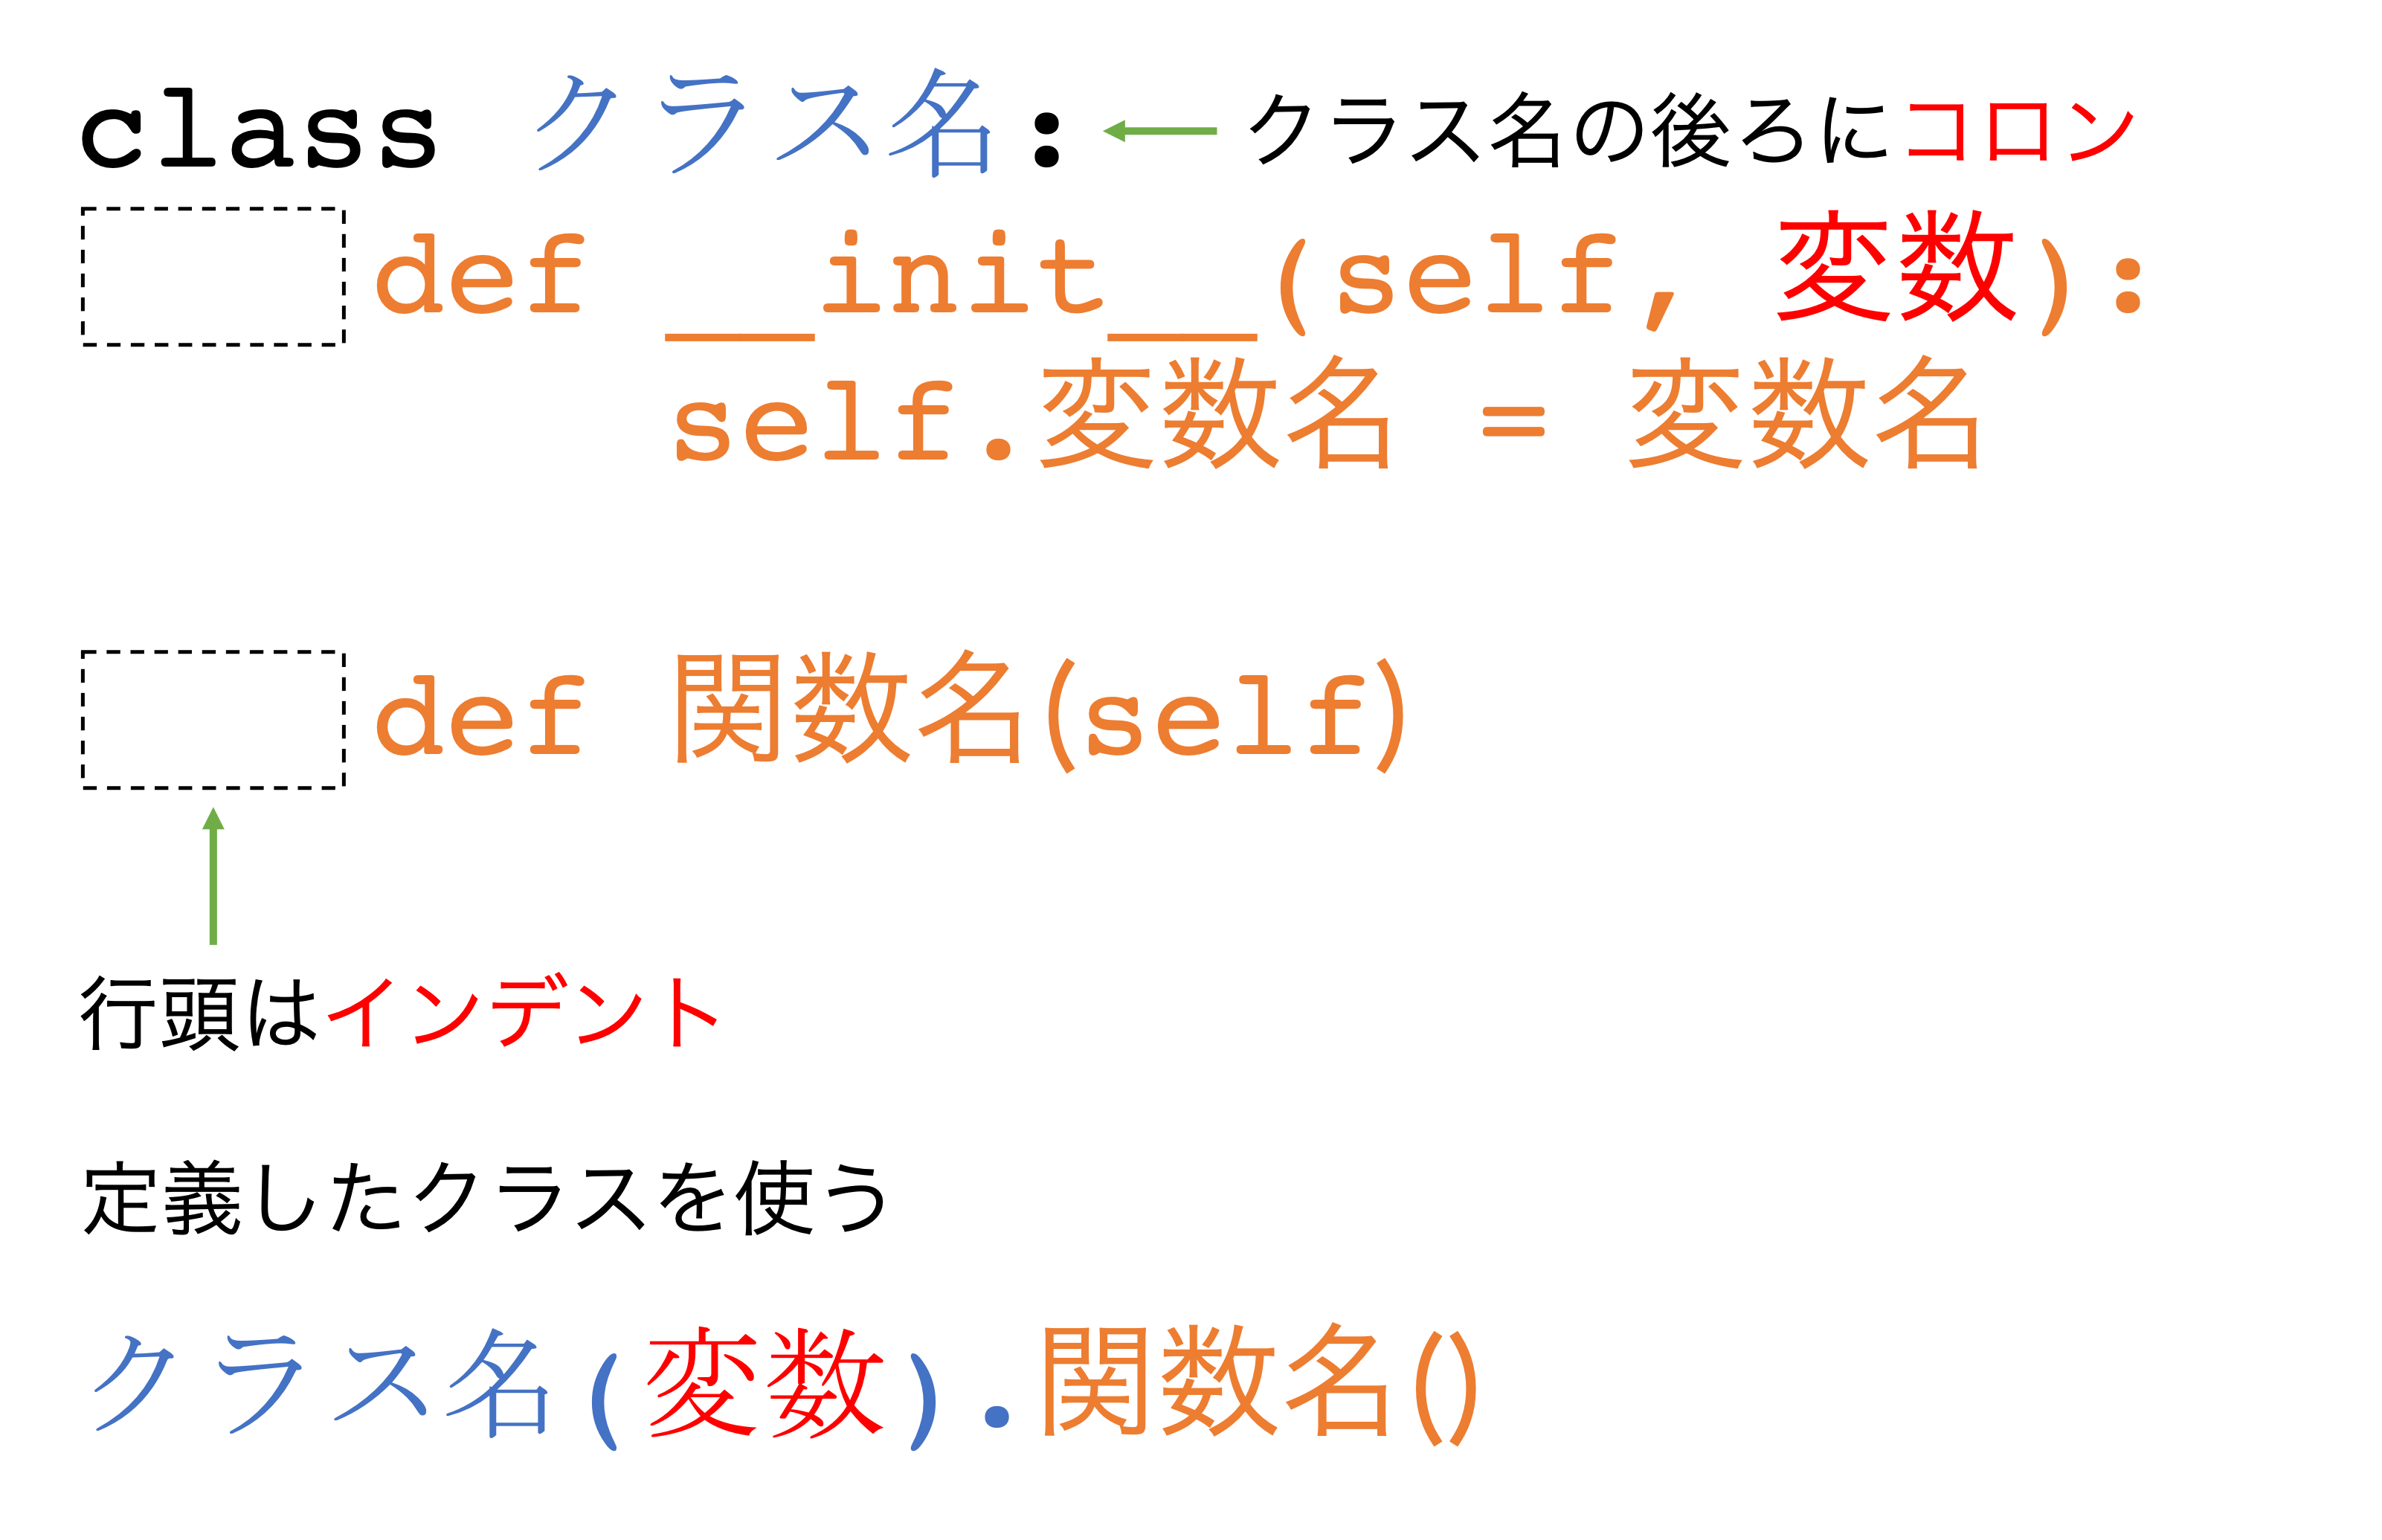 class クラス名: クラス名の後ろにコロン
def __init__(self, 変数):
self.変数名 = 変数名
def 関数名(self)
行頭はインデント
定義したクラスを使う
クラス名(変数).関数名()